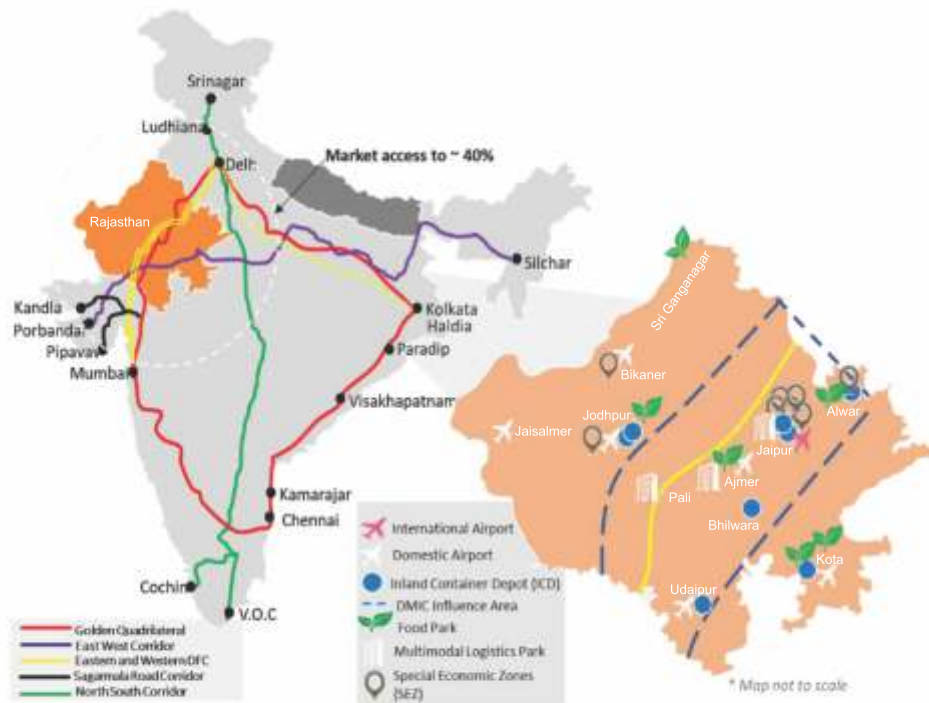 Srinagar
Ludhiana
Delh
Market access to ~ 40%
Rajasthan
Silchar
Kandla
Porbandar
Pipavav
Mumbai
Kolkata
Haldia
Paradip
Visakhapatnam
Kamarajar
Chennai
Cochin
V.O.C
Golden Quadrilateral
East West Corridor
Eastern and Western DFC
Sagarmala Road Corridor
North South Corridor
International Airport
Domestic Airport
Inland Container Depot (ICD)
DMIC Influence Area
Food Park
Multimodal Logistics Park
Special Economic Zones
(SEZ)
Sri Ganganagar
Bikaner
Jaisalmer
Jodhpur
Alwar
Jaipur
Ajmer
Pali
Bhilwara
Kota
Udaipur
* Map not to scale